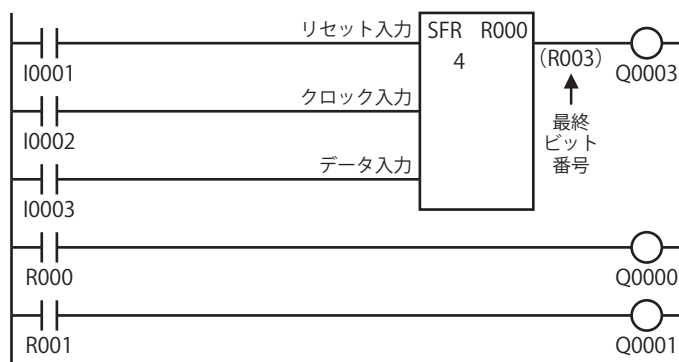 リセット入力
SFR R000
4
(R003)
I0001
Q0003
クロック入力
最終
ビット
番号
I0002
データ入力
I0003
R000
Q0000
R001
Q0001